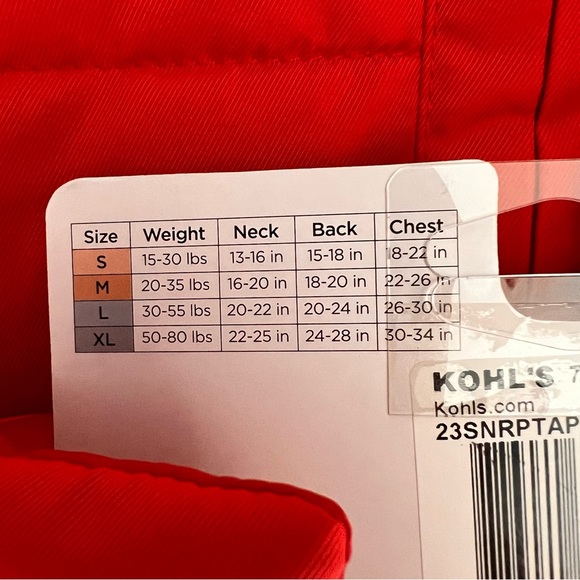 Size Weight Neck Back Chest
S 15-30 lbs 13-16 in 15-18 in 18-22 in
M 20-35 lbs 16-20 in 18-20 in 22-26 in
L 30-55 lbs 20-22 in 20-24 in 26-30 in
XL 50-80 lbs 22-25 in 24-28 in 30-34 in
KOHL'S 7
Kohls.com
23SNRPTAP